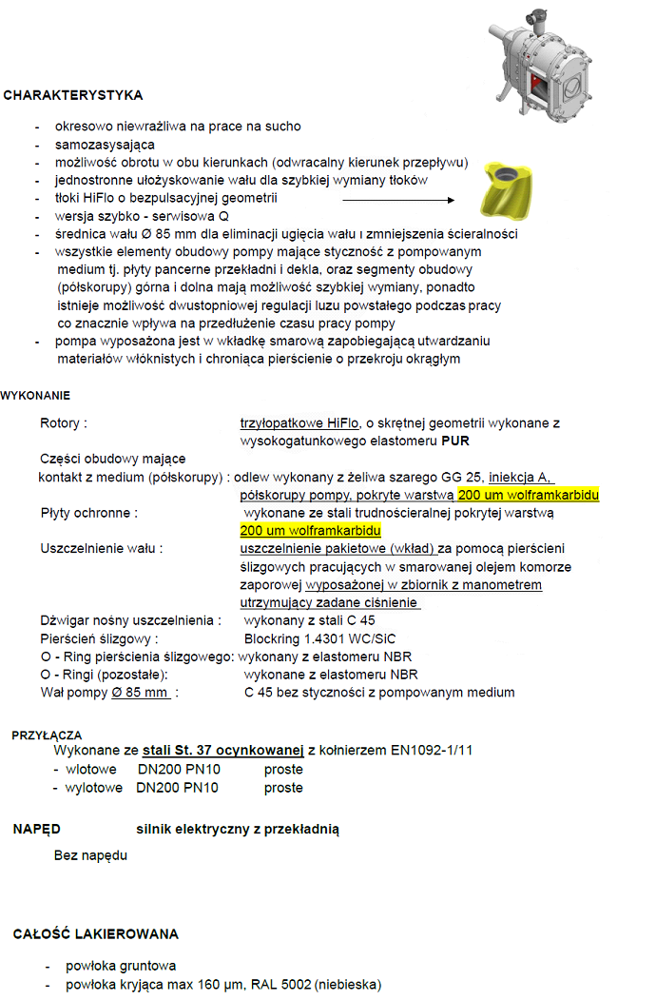 CHARAKTERYSTYKA
- okresowo niewrażliwa na prace na sucho
- samozasysająca
- możliwość obrotu w obu kierunkach (odwracalny kierunek przepływu)
- jednostronne ułożyskowanie wału dla szybkiej wymiany tłoków
- tłoki HiFlo o bezpulsacyjnej geometrii
- wersja szybko - serwisowa Q
- średnica wału Ø 85 mm dla eliminacji ugięcia wału ı zmniejszenia ścieralności
- wszystkie elementy obudowy pompy mające styczność z pompowanym
medium tj. płyty pancerne przekładni i dekla, oraz segmenty obudowy
(półskorupy) górna i dolna mają możliwość szybkiej wymiany, ponadto
istnieje możliwość dwustopniowej regulacji luzu powstałego podczas pracy
co znacznie wpływa na przedłużenie czasu pracy pompy
- pompa wyposażona jest w wkładkę smarową zapobiegającą utwardzaniu
materiałów włóknistych i chroniąca pierścienie o przekroju okrągłym
WYKONANIE
Rotory : trzyłopatkowe HiFlo, o skrętnej geometrii wykonane z
wysokogatunkowego elastomeru PUR
Części obudowy mające
kontakt z medium (półskorupy) : odlew wykonany z żeliwa szarego GG 25, iniekcja A,
półskorupy pompy, pokryte warstwą 200 um wolframkarbidu
Płyty ochronne : wykonane ze stali trudnościeralnej pokrytej warstwą
200 um wolframkarbidu
Uszczelnienie wału : uszczelnienie pakietowe (wkład) za pomocą pierścieni
ślizgowych pracujących w smarowanej olejem komorze
zaporowej wyposażonej w zbiornik z manometrem
utrzymujący zadane ciśnienie
Dźwigar nośny uszczelnienia : wykonany z stali C 45
Pierścień ślizgowy : Blockring 1.4301 WC/SiC
O - Ring pierścienia ślizgowego: wykonany z elastomeru NBR
O - Ringi (pozostałe): wykonane z elastomeru NBR
Wał pompy Ø 85 mm : C 45 bez styczności z pompowanym medium
PRZYŁĄCZA
Wykonane ze stali St. 37 ocynkowanej z kołnierzem EN1092-1/11
- wlotowe DN200 PN10 proste
- wylotowe DN200 PN10 proste
NAPĘD silnik elektryczny z przekładnią
Bez napędu
CAŁOŚĆ LAKIEROWANA
- powłoka gruntowa
- powłoka kryjąca max 160 µm, RAL 5002 (niebieska)